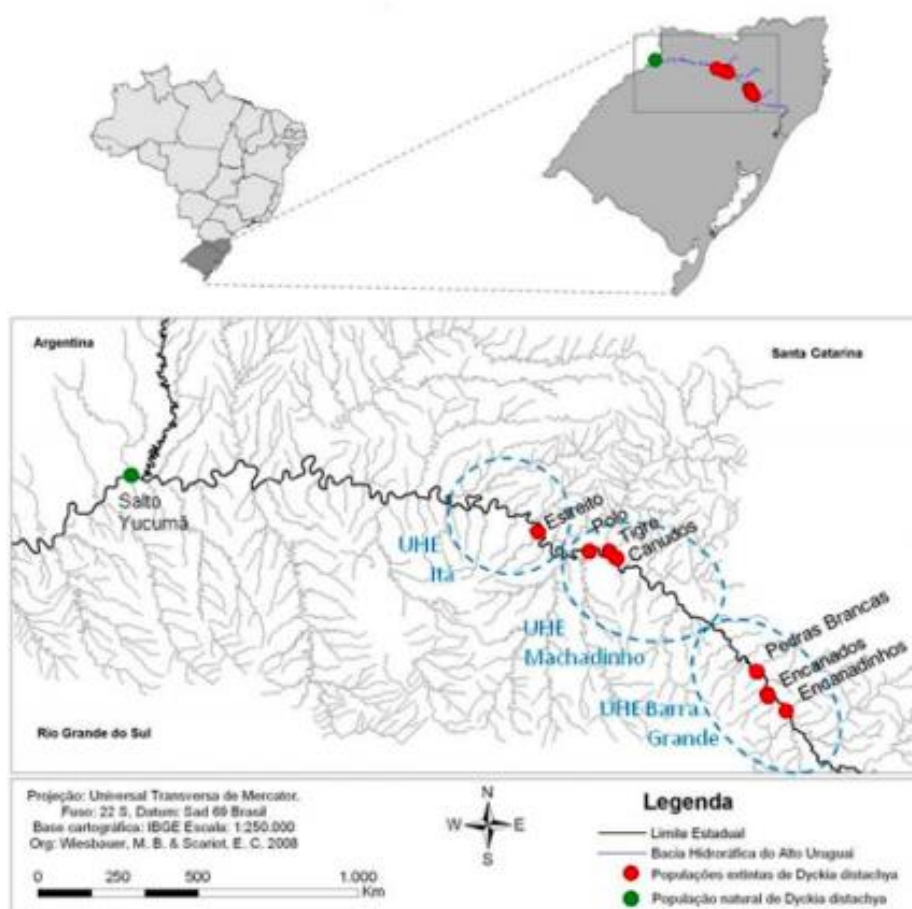 Argentina
Santa Catarina
Salto
Yucumã
Estreito
Polo
Tigre
Canudos
UHE
Itá
UHE
Machadinho
Pedras Brancas
Encanados
Encanadinhos
UHE Barra
Grande
Rio Grande do Sul
Projeção: Universal Transversa de Mercator.
Fuso: 22 S, Datum: Sad 69 Brasil
Base cartográfica: IBGE Escala: 1:250.000
Org: Wiesbauer, M. B. & Scariot, E. C. 2008
0 250 500 1.000
Km
N
W E
S
Legenda
Limite Estadual
Bacia Hidroráfica do Alto Uruguai
Populações extintas de Dyckia distachya
População natural de Dyckia distachya